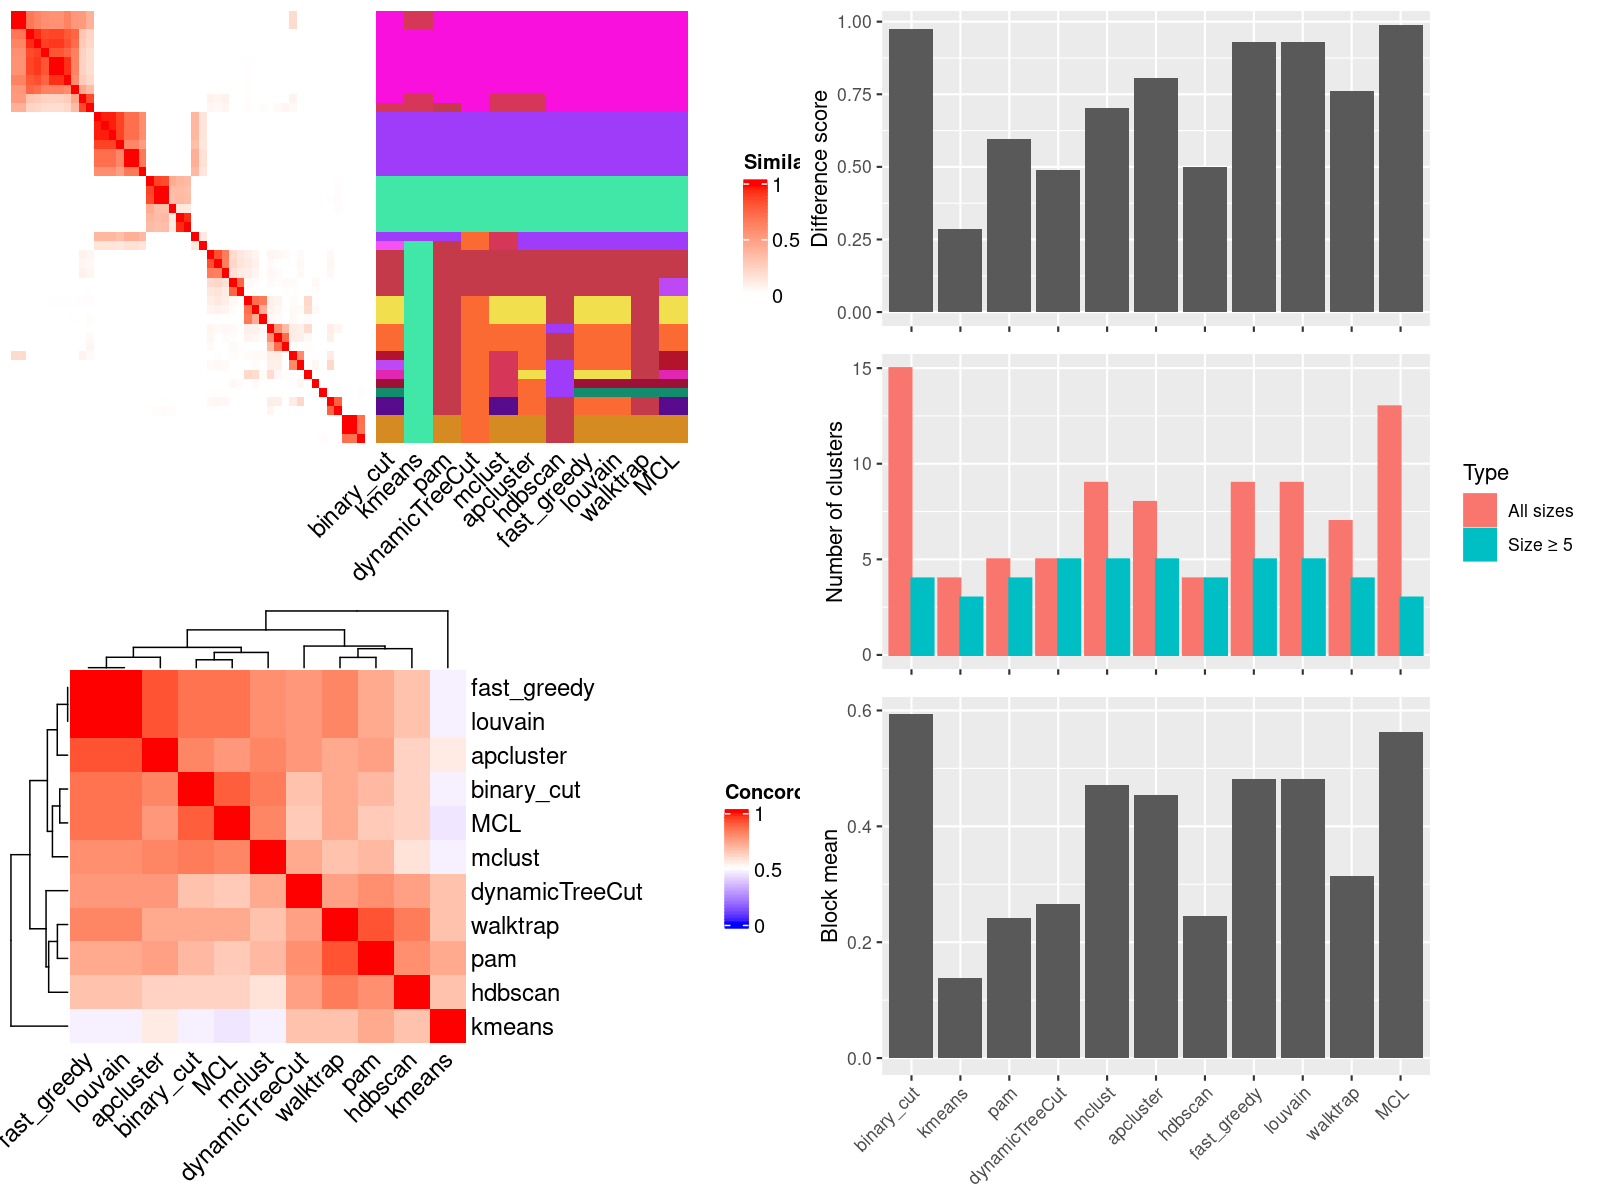 Simila
1
0.5
0
binary_cut
kmeans
pam
dynamicTreeCut
mclust
apcluster
hdbscan
fast_greedy
louvain
walktrap
MCL
fast_greedy
louvain
apcluster
binary_cut
MCL
mclust
dynamicTreeCut
walktrap
pam
hdbscan
kmeans
Concord
1
0.5
0
fast_greedy
louvain
apcluster
binary_cut
MCL
mclust
dynamicTreeCut
walktrap
pam
hdbscan
kmeans
Difference score
1.00
0.75
0.50
0.25
0.00
Number of clusters
15
10
5
0
Type
All sizes
Size ≥ 5
Block mean
0.6
0.4
0.2
0.0
binary_cut
kmeans
pam
dynamicTreeCut
mclust
apcluster
hdbscan
fast_greedy
louvain
walktrap
MCL